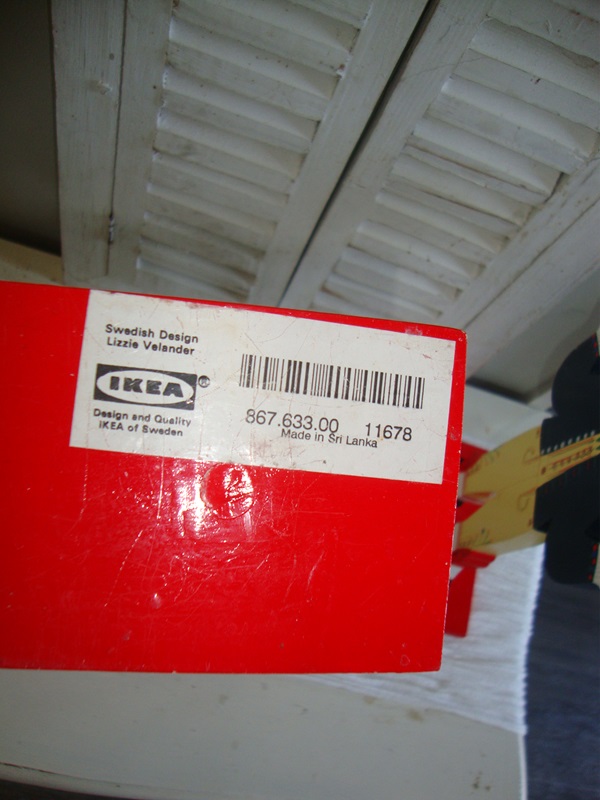 Swedish Design
Lizzie Velander
IKEA®
Design and Quality
IKEA of Sweden
867.633.00 11678
Made in Sri Lanka